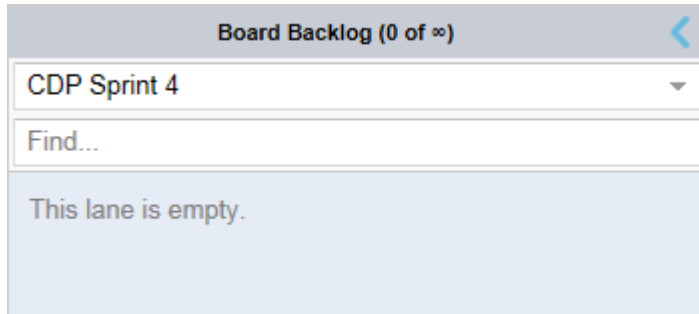 Board Backlog (0 of ∞)
CDP Sprint 4
Find...
This lane is empty.